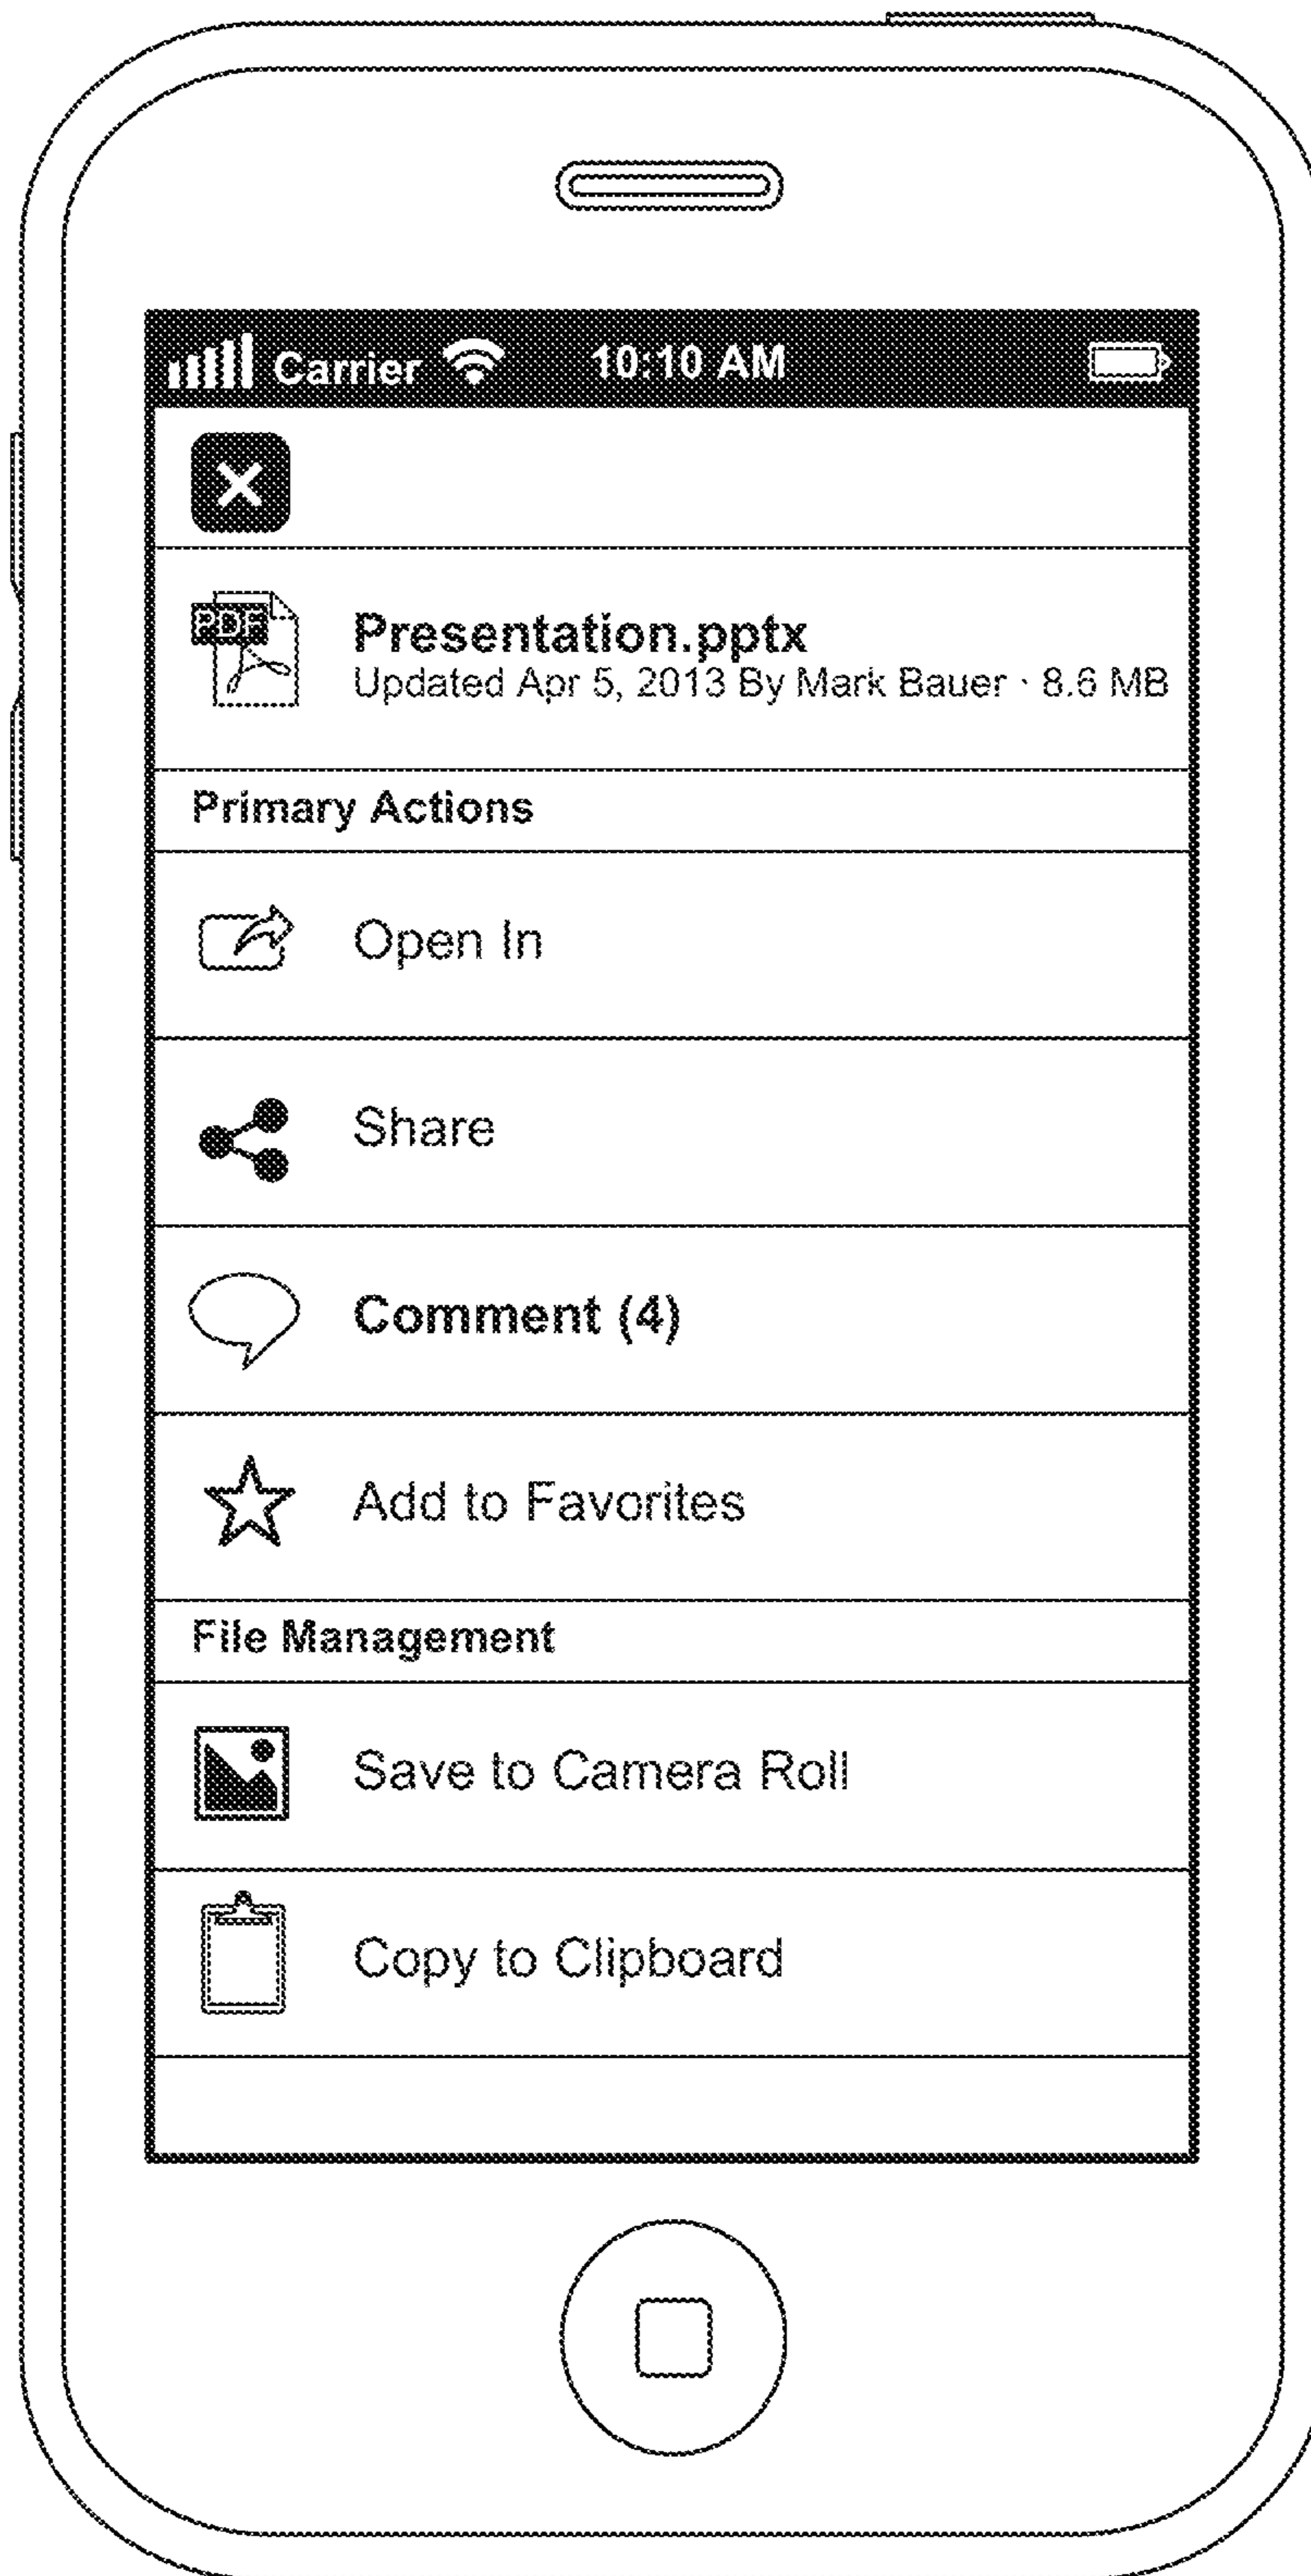 Carrier 10:10 AM
PDF
Presentation.pptx
Updated Apr 5, 2013 By Mark Bauer · 8.6 MB
Primary Actions
Open In
Share
Comment (4)
Add to Favorites
File Management
Save to Camera Roll
Copy to Clipboard